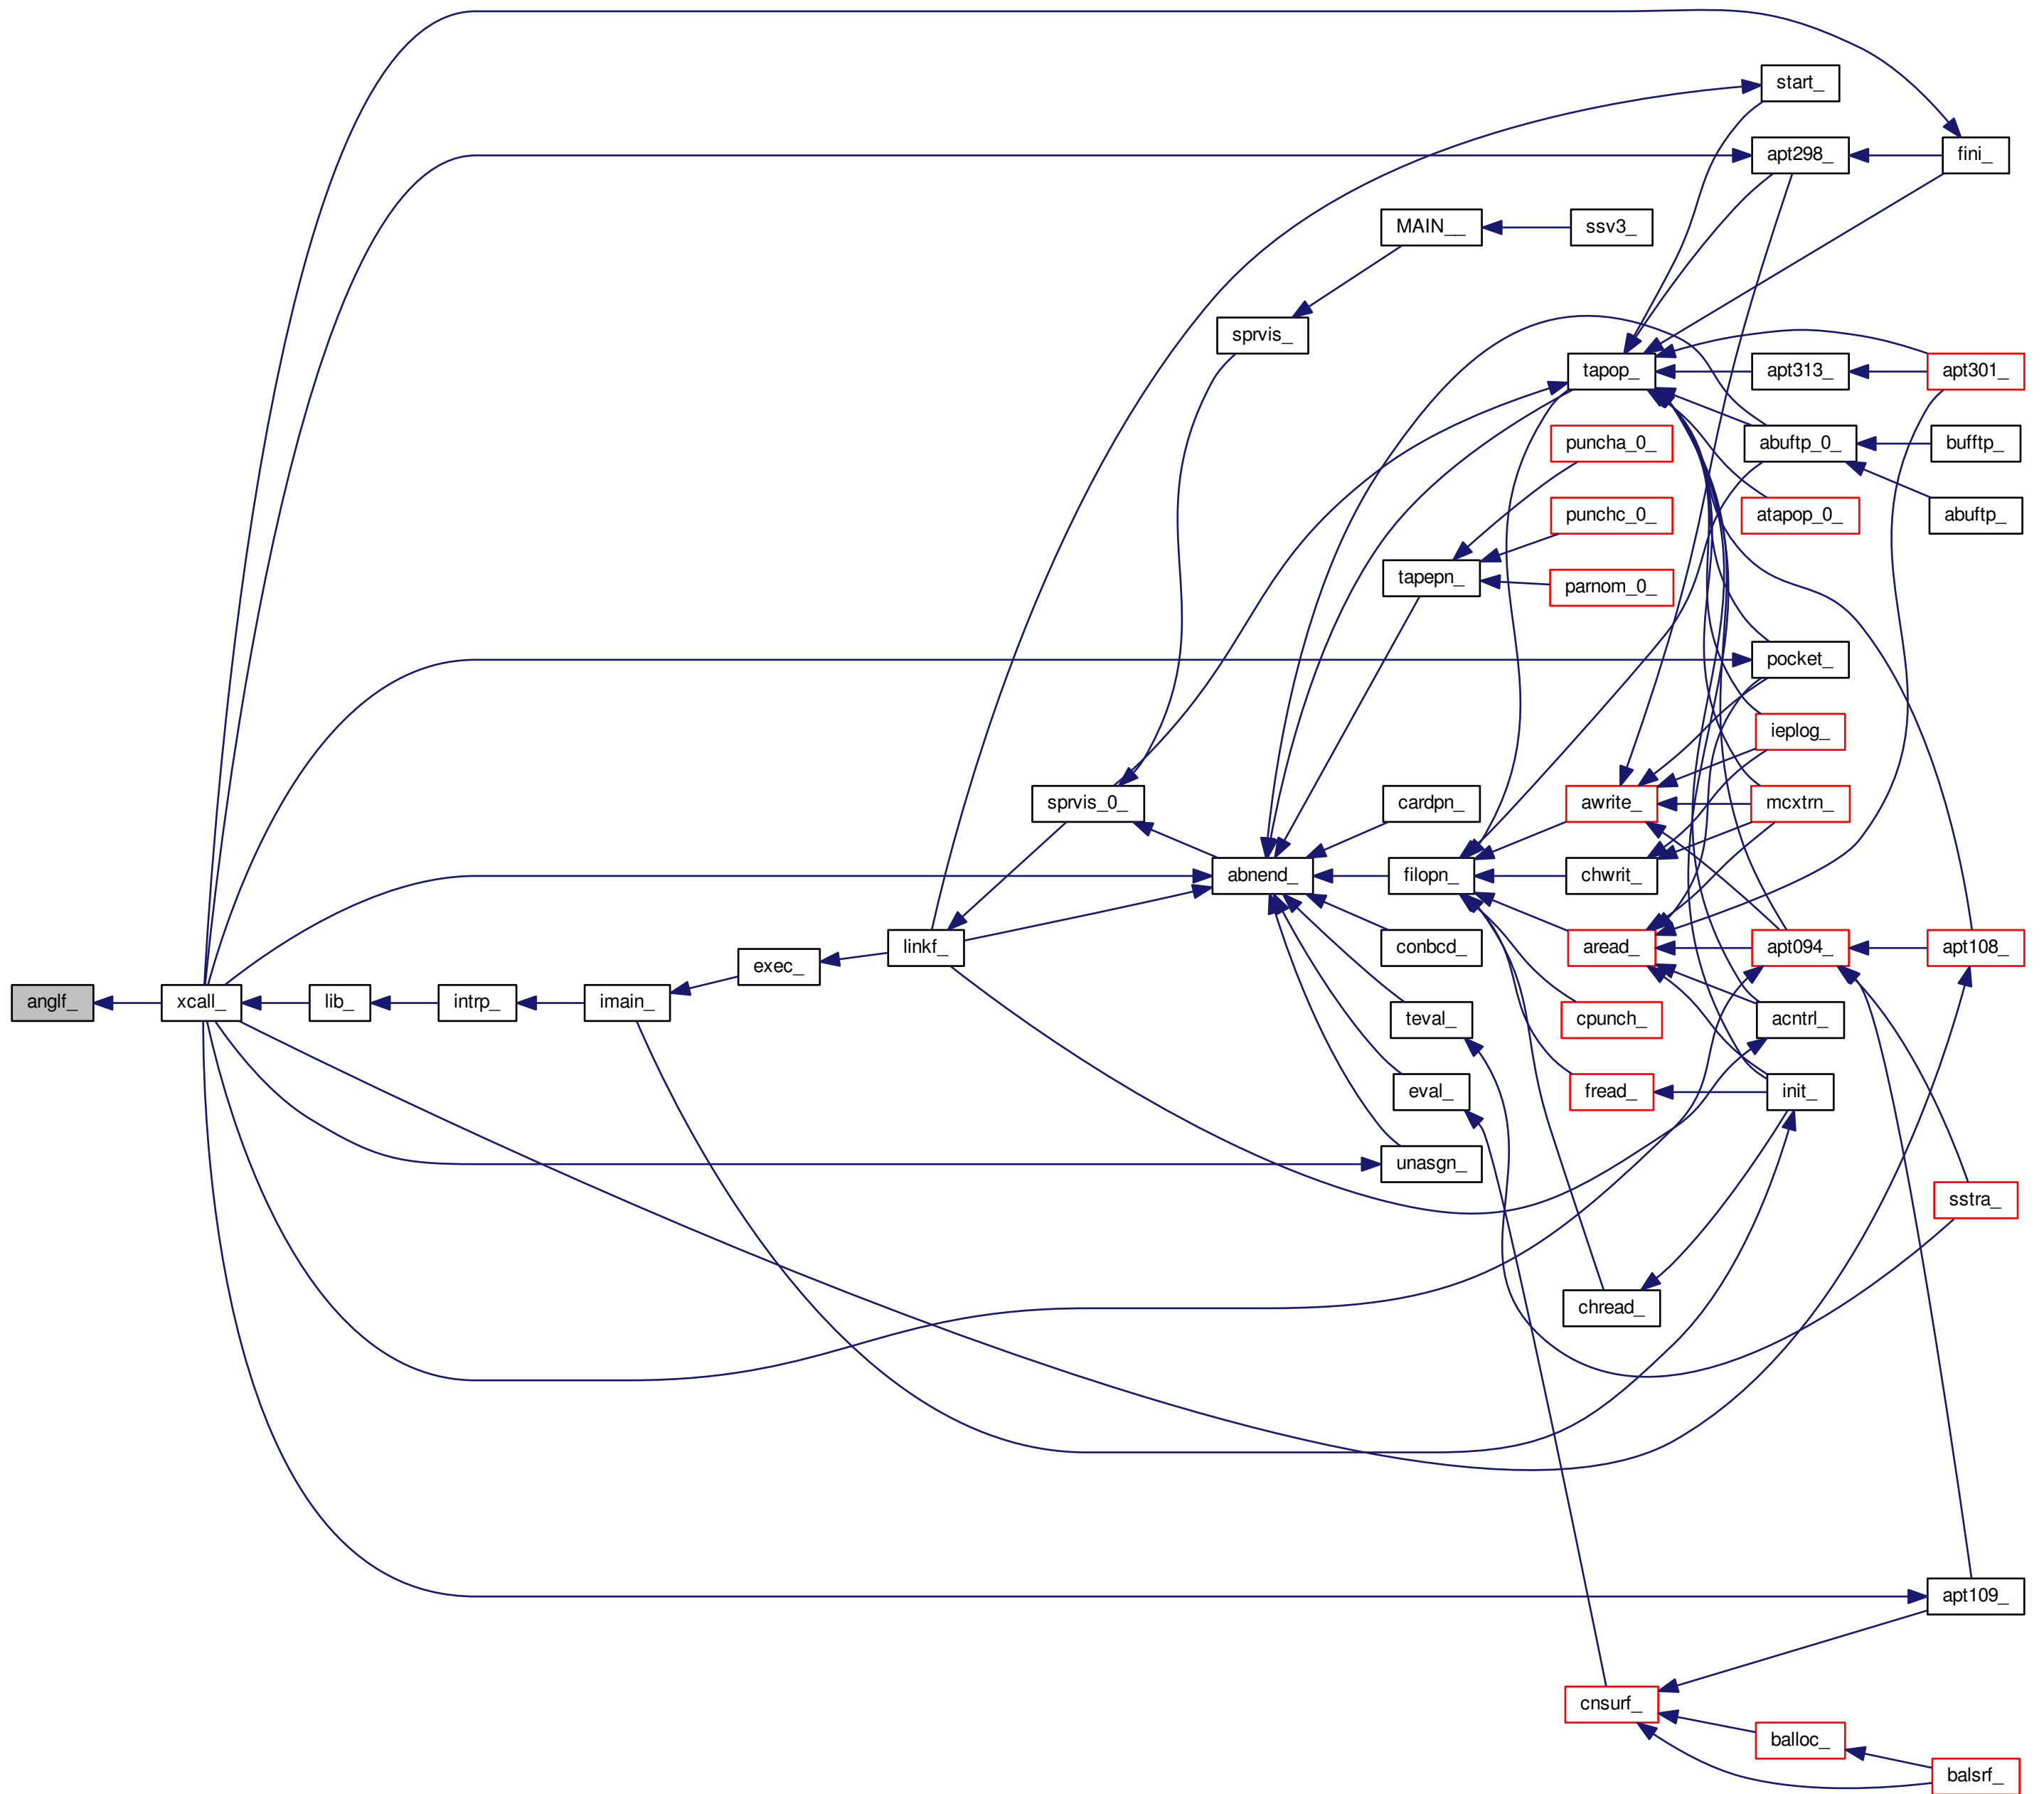 start_
apt298_
fini_
MAIN__
ssv3_
sprvis_
tapop_
apt313_
apt301_
puncha_0_
abuftp_0_
bufftp_
punchc_0_
atapop_0_
abuftp_
tapepn_
parnom_0_
pocket_
ieplog_
sprvis_0_
cardpn_
awrite_
mcxtrn_
abnend_
filopn_
chwrit_
linkf_
conbcd_
aread_
apt094_
apt108_
exec_
anglf_
xcall_
lib_
intrp_
imain_
teval_
cpunch_
acntrl_
eval_
fread_
init_
unasgn_
sstra_
chread_
apt109_
cnsurf_
balloc_
balsrf_